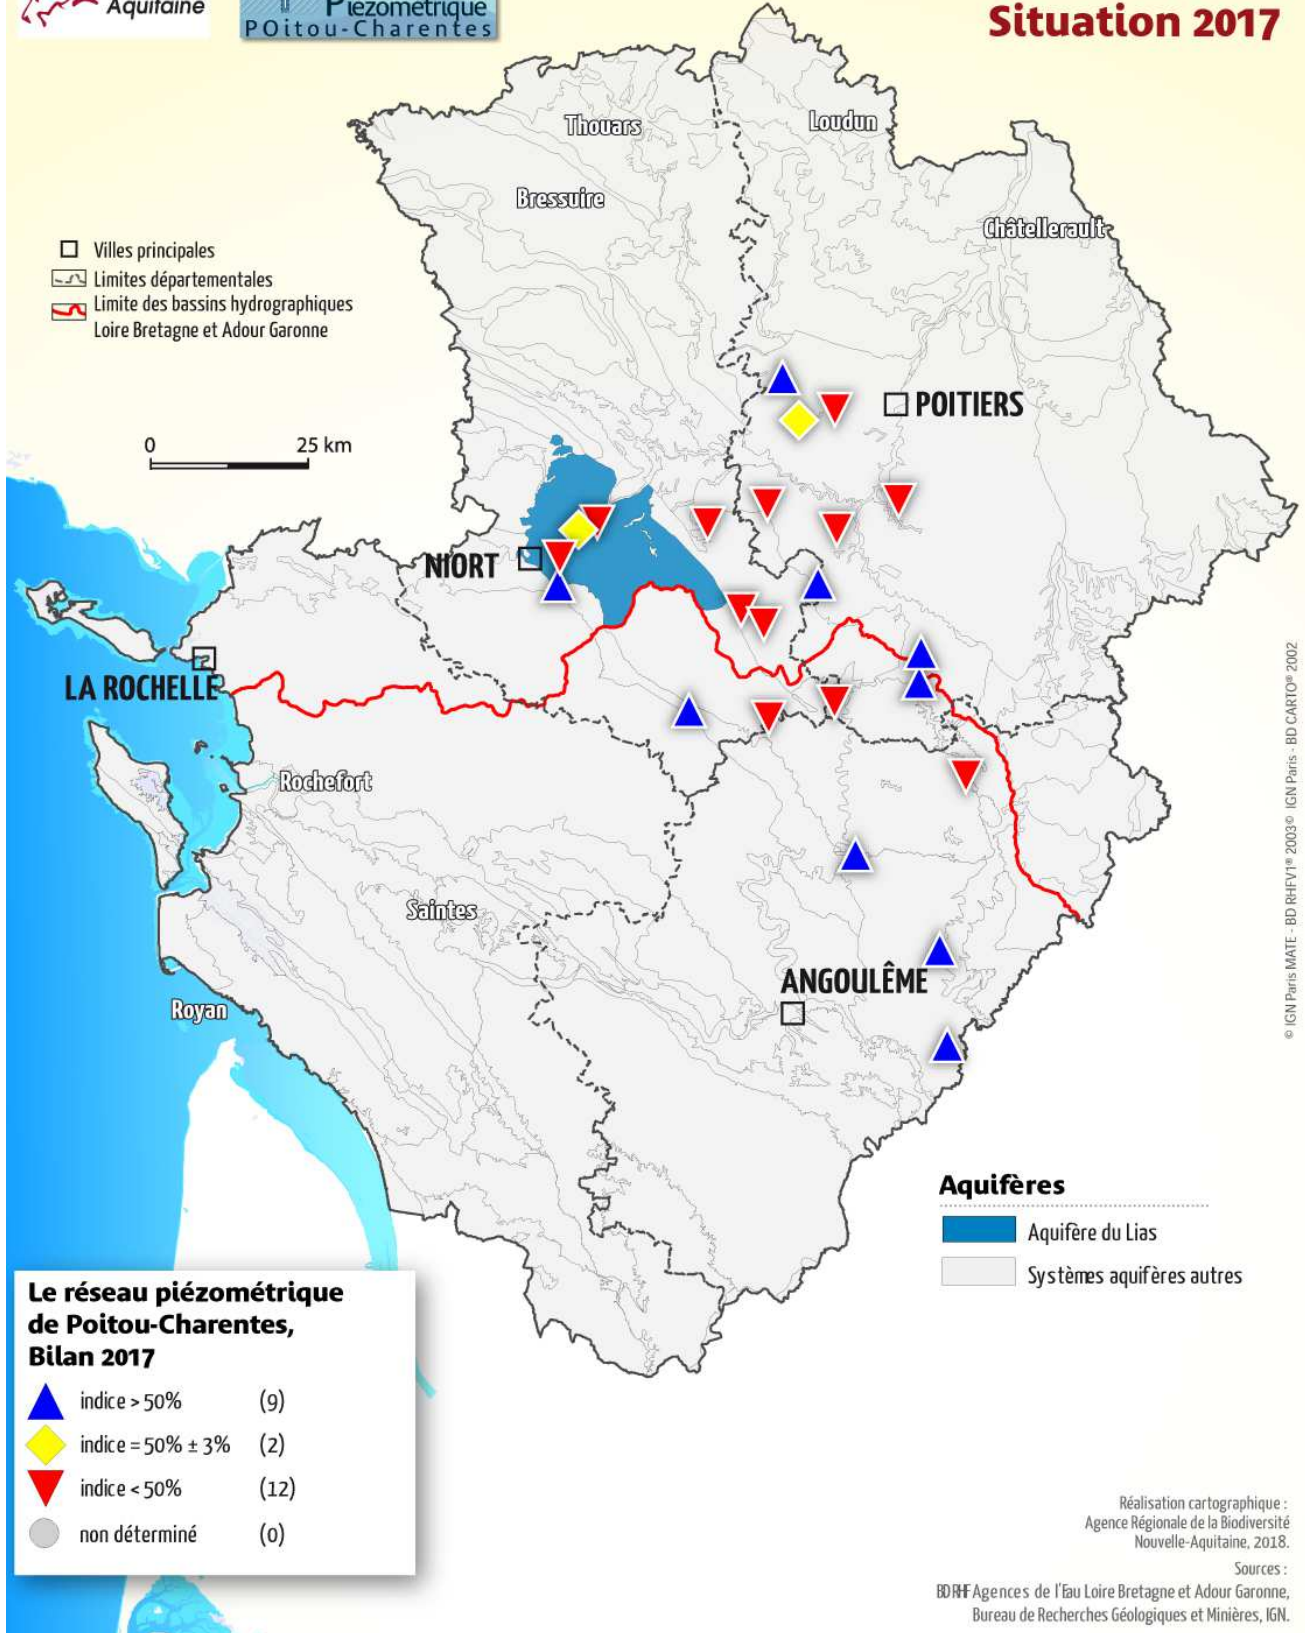 Aquitaine
Piézométrique
POitou-Charentes
Situation 2017
Thouars
Loudun
Bressuire
Châtellerault
Villes principales
Limites départementales
Limite des bassins hydrographiques
Loire Bretagne et Adour Garonne
POITIERS
0 25 km
NIORT
LA ROCHELLE
Rochefort
Saintes
ANGOULÊME
Royan
© IGN Paris MATE - BD RHFV1® 2003© IGN Paris - BD CARTO® 2002
Aquifères
Aquifère du Lias
Systèmes aquifères autres
Le réseau piézométrique
de Poitou-Charentes,
Bilan 2017
indice > 50% (9)
indice = 50% ± 3% (2)
indice < 50% (12)
non déterminé (0)
Réalisation cartographique :
Agence Régionale de la Biodiversité
Nouvelle-Aquitaine, 2018.
Sources :
BD RHF Agences de l'Eau Loire Bretagne et Adour Garonne,
Bureau de Recherches Géologiques et Minières, IGN.